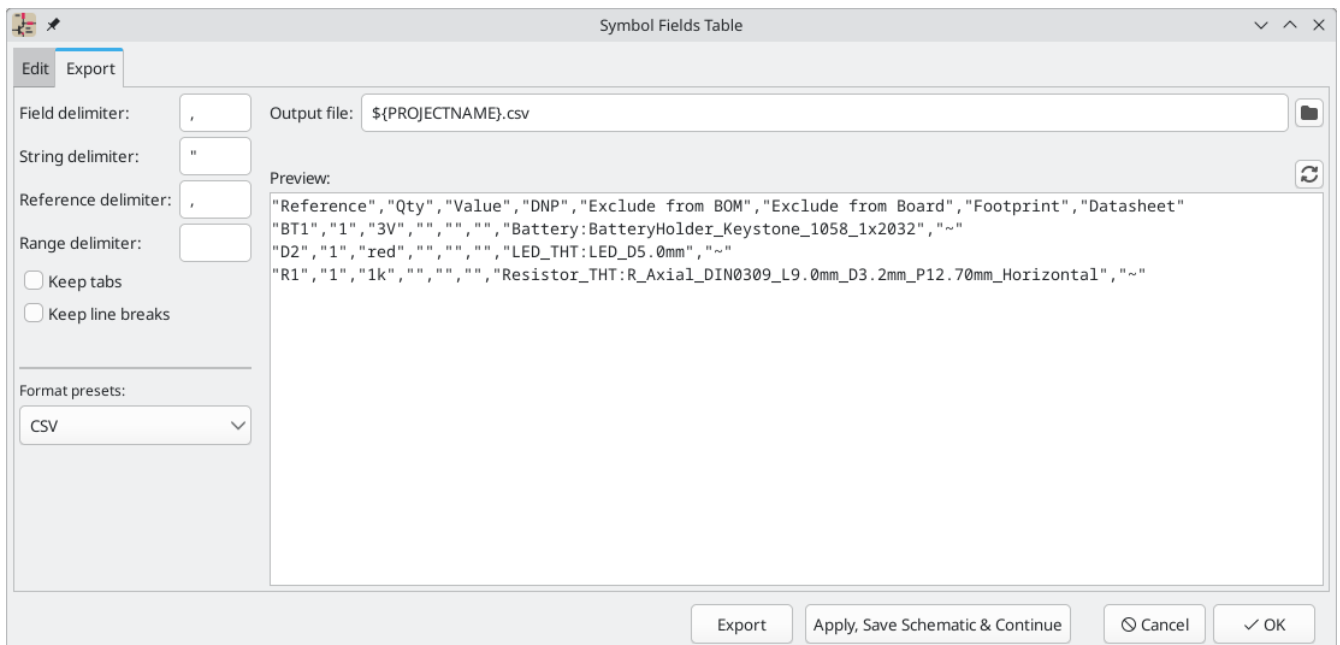 Symbol Fields Table
Edit Export
Field delimiter: ,
Output file: ${PROJECTNAME}.csv
String delimiter: "
Preview:
Reference delimiter: ,
Range delimiter:
Keep tabs
Keep line breaks
Format presets:
CSV
"Reference","Qty","Value","DNP","Exclude from BOM","Exclude from Board","Footprint","Datasheet"
"BT1","1","3V","","","","Battery:BatteryHolder_Keystone_1058_1x2032","~"
"D2","1","red","","","","LED_THT:LED_D5.0mm","~"
"R1","1","1k","","","","Resistor_THT:R_Axial_DIN0309_L9.0mm_D3.2mm_P12.70mm_Horizontal","~"
Export Apply, Save Schematic & Continue Cancel OK